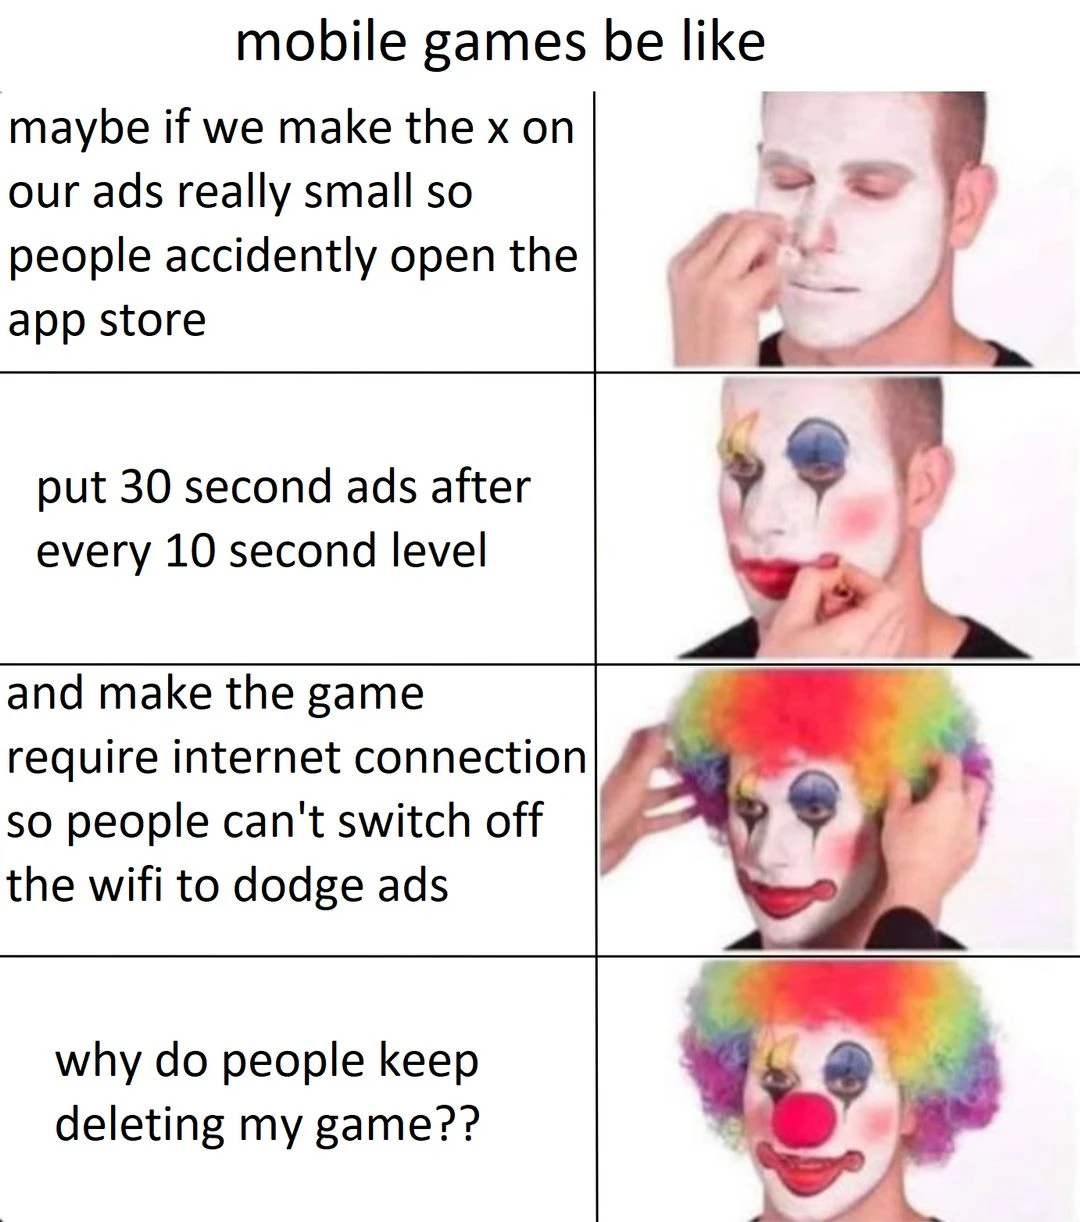 mobile games be like
maybe if we make the x on
our ads really small so
people accidently open the
app store
put 30 second ads after
every 10 second level
and make the game
require internet connection
so people can't switch off
the wifi to dodge ads
why do people keep
deleting my game??